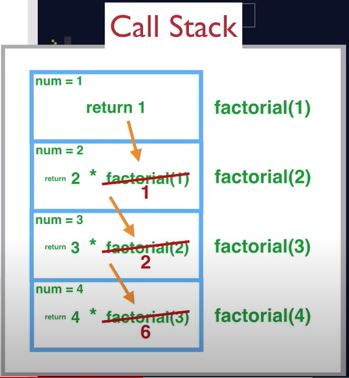 Call Stack
num = 1
return 1 factorial(1)
num = 2
return 2 * factorial(1) factorial(2)
1
num = 3
return 3 * factorial(2) factorial(3)
2
num = 4
return 4 * factorial(3) factorial(4)
6